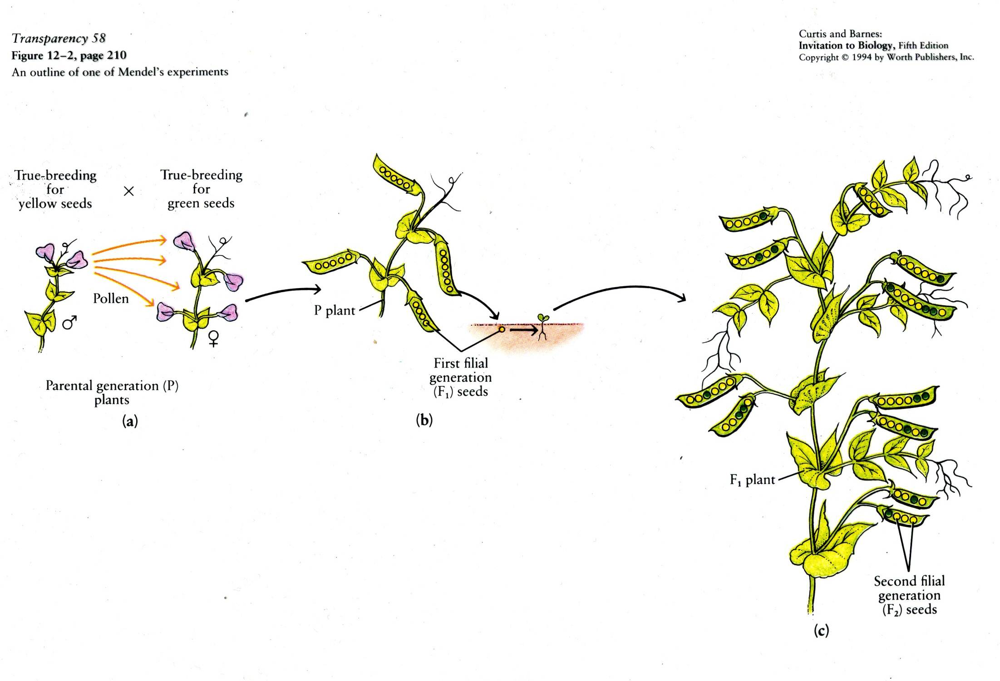 Transparency 58
Figure 12–2, page 210
An outline of one of Mendel's experiments
Curtis and Barnes:
Invitation to Biology, Fifth Edition
Copyright © 1994 by Worth Publishers, Inc.
True-breeding
for
yellow seeds
×
True-breeding
for
green seeds
Pollen
♂
♀
Parental generation (P)
plants
(a)
P plant
First filial
generation
(F₁) seeds
(b)
F₁ plant
Second filial
generation
(F₂) seeds
(c)